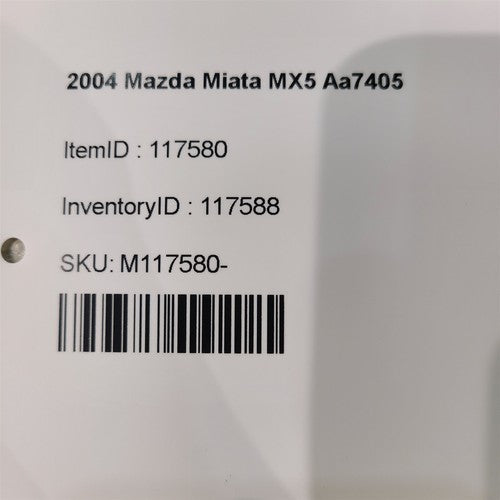 2004 Mazda Miata MX5 Aa7405
ItemID : 117580
InventoryID : 117588
SKU: M117580-